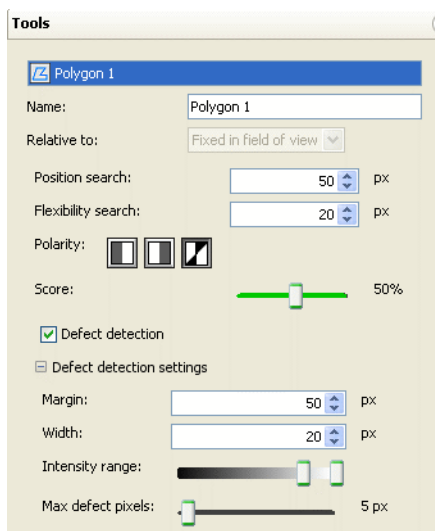 Tools
Polygon 1
Name: Polygon 1
Relative to: Fixed in field of view
Position search: 50 px
Flexibility search: 20 px
Polarity:
Score: 50%
Defect detection
Defect detection settings
Margin: 50 px
Width: 20 px
Intensity range:
Max defect pixels: 5 px